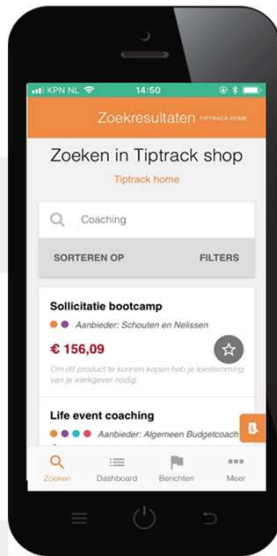 KPN NL 14:50
Zoekresultaten TIPTRACK HOME
Zoeken in Tiptrack shop
Tiptrack home
Coaching
SORTEREN OP FILTERS
Sollicitatie bootcamp
Aanbieder: Schouten en Nelissen
€ 156,09
Om dit product te kunnen kopen heb je toestemming
van je werkgever nodig.
Life event coaching
Aanbieder: Algemeen Budgetcoach
Zoeken Dashboard Berichten Meer